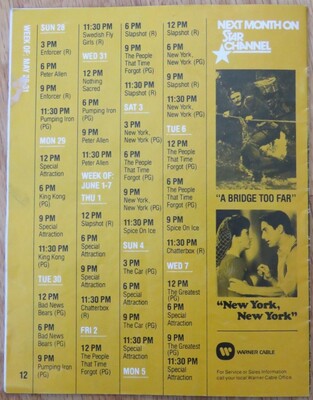 WEEK OF MAY 28-31
SUN 28
3 PM
Enforcer (R)
6 PM
Peter Allen
9 PM
Enforcer (R)
11:30 PM
Pumping Iron
(PG)
MON 29
12 PM
Special
Attraction
6 PM
King Kong
(PG)
9 PM
Special
Attraction
11:30 PM
King Kong
(PG)
TUE 30
12 PM
Bad News
Bears (PG)
6 PM
Bad News
Bears (PG)
9 PM
Pumping Iron
(PG)
11:30 PM
Swedish Fly
Girls (R)
WED 31
12 PM
Nothing
Sacred
6 PM
Pumping Iron
(PG)
9 PM
Peter Allen
11:30 PM
Peter Allen
WEEK OF:
JUNE 1-7
THU 1
12 PM
Slapshot (R)
6 PM
Special
Attraction
9 PM
Special
Attraction
11:30 PM
Chatterbox
(R)
FRI 2
12 PM
The People
That Time
Forgot (PG)
6 PM
Slapshot (R)
9 PM
The People
That Time
Forgot (PG)
11:30 PM
Slapshot (R)
SAT 3
3 PM
New York,
New York (PG)
6 PM
The People
That Time
Forgot (PG)
9 PM
New York,
New York (PG)
11:30 PM
Spice On Ice
SUN 4
3 PM
The Car (PG)
6 PM
Special
Attraction
9 PM
The Car (PG)
11:30 PM
Special
Attraction
MON 5
12 PM
Slapshot (R)
6 PM
New York,
New York (PG)
9 PM
Slapshot (R)
11:30 PM
New York,
New York (PG)
TUE 6
12 PM
The People
That Time
Forgot (PG)
6 PM
The People
That Time
Forgot (PG)
9 PM
Spice On Ice
11:30 PM
Chatterbox (R)
WED 7
12 PM
The Greatest
(PG)
6 PM
Special
Attraction
9 PM
The Greatest (PG)
11:30 PM
Special
Attraction
NEXT MONTH ON
STAR
CHANNEL
"A BRIDGE TOO FAR"
"New York,
New York"
WARNER CABLE
For Service or Sales information
call your local Warner Cable Office.
12